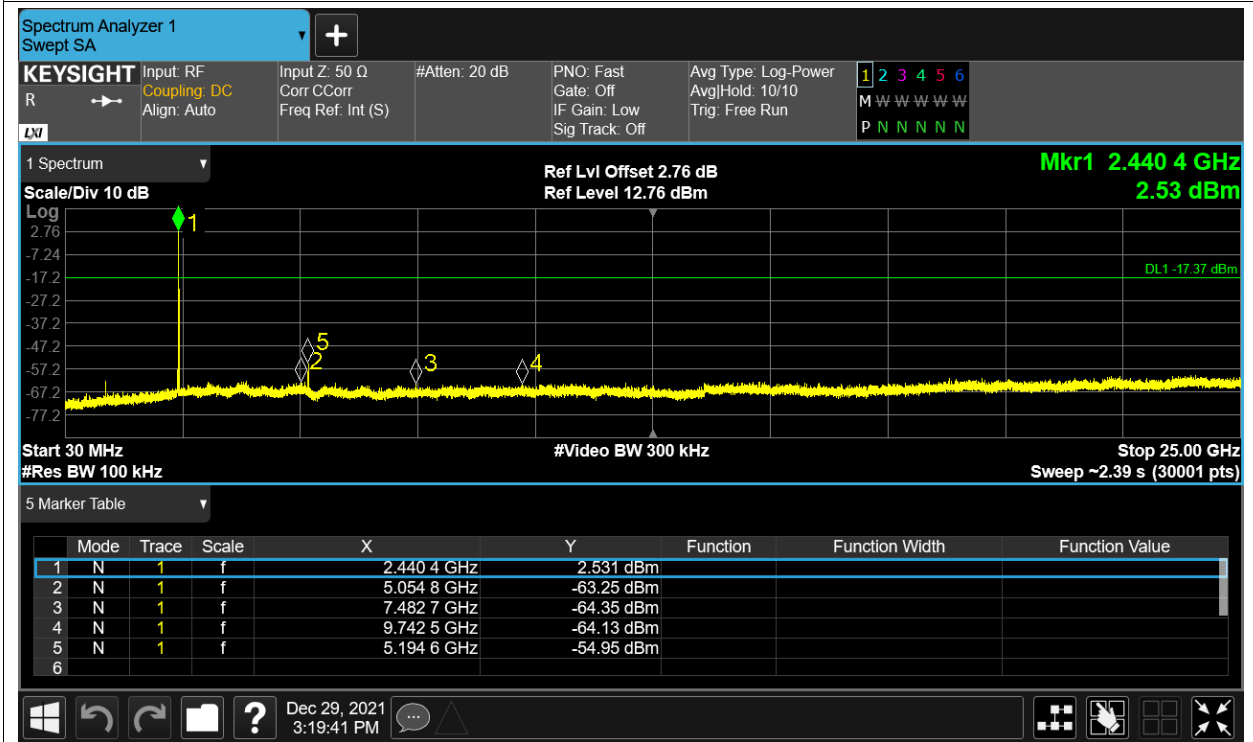 Spectrum Analyzer 1
Swept SA
+
KEYSIGHT
R
LXI
Input: RF
Coupling: DC
Align: Auto
Input Z: 50 Ω
Corr CCorr
Freq Ref: Int (S)
#Atten: 20 dB
PNO: Fast
Gate: Off
IF Gain: Low
Sig Track: Off
Avg Type: Log-Power
Avg|Hold: 10/10
Trig: Free Run
1 2 3 4 5 6
M W W W W W
P N N N N N
1 Spectrum
Scale/Div 10 dB
Ref Lvl Offset 2.76 dB
Ref Level 12.76 dBm
Mkr1 2.440 4 GHz
2.53 dBm
Log
2.76
-7.24
-17.2
-27.2
-37.2
-47.2
-57.2
-67.2
-77.2
1
DL1 -17.37 dBm
5
2
3
4
Start 30 MHz
#Res BW 100 kHz
#Video BW 300 kHz
Stop 25.00 GHz
Sweep ~2.39 s (30001 pts)
5 Marker Table
Mode Trace Scale X Y Function Function Width Function Value
1 N 1 f 2.440 4 GHz 2.531 dBm
2 N 1 f 5.054 8 GHz -63.25 dBm
3 N 1 f 7.482 7 GHz -64.35 dBm
4 N 1 f 9.742 5 GHz -64.13 dBm
5 N 1 f 5.194 6 GHz -54.95 dBm
6
?
Dec 29, 2021
3:19:41 PM